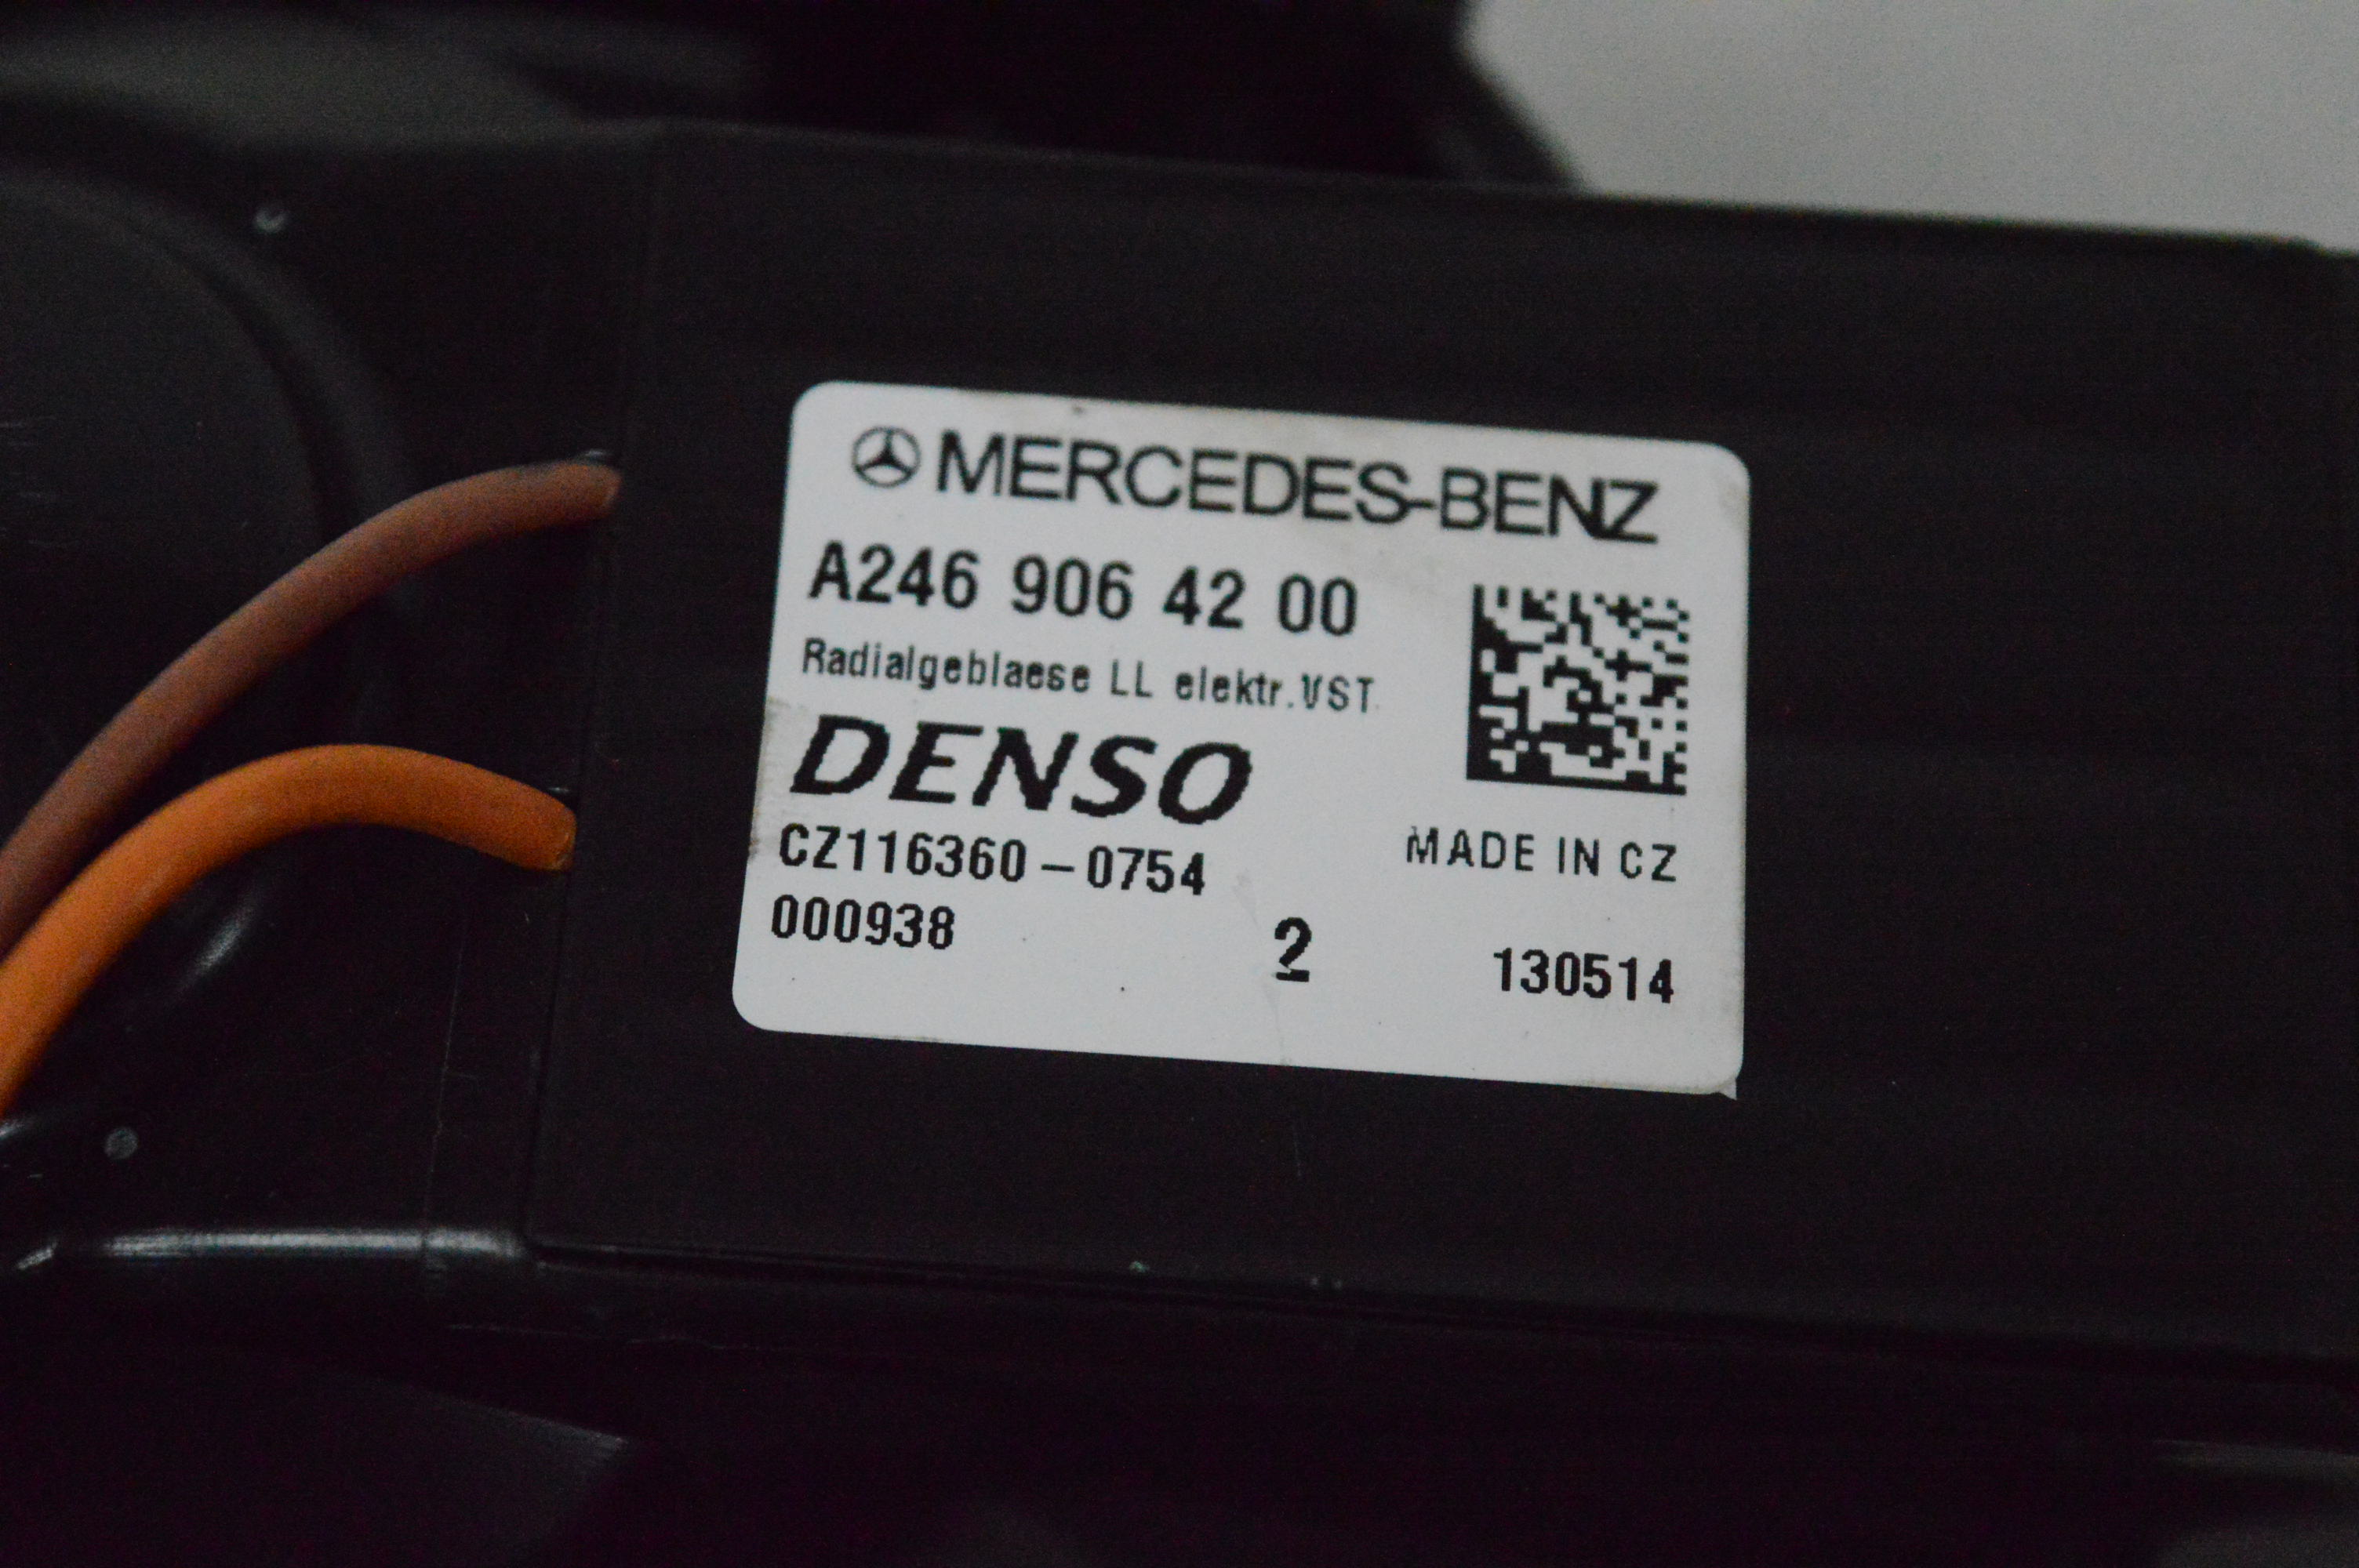 MERCEDES-BENZ
A246 906 42 00
Radialgeblaese LL elektr.VST
DENSO
CZ116360-0754
MADE IN CZ
000938 2 130514